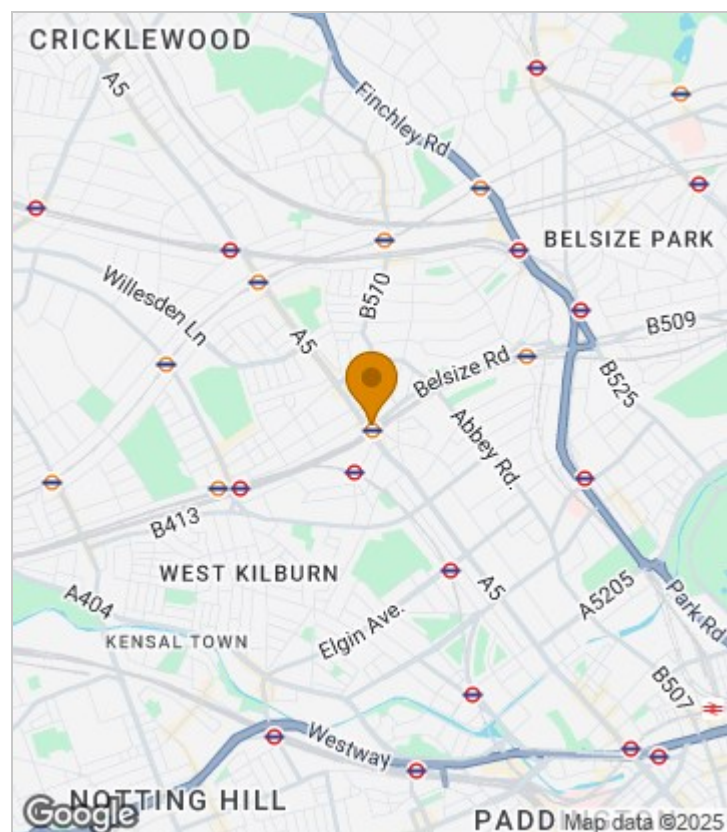 CRICKLEWOOD
A5
Finchley Rd
BELSIZE PARK
B510
Willesden Ln
A5
B509
Belsize Rd
B525
Abbey Rd.
B413
WEST KILBURN
A5
A404
A5205
Park Rd
Elgin Ave.
KENSAL TOWN
B507
Westway
NOTTING HILL
PADDINGTON
Google
Map data ©2025